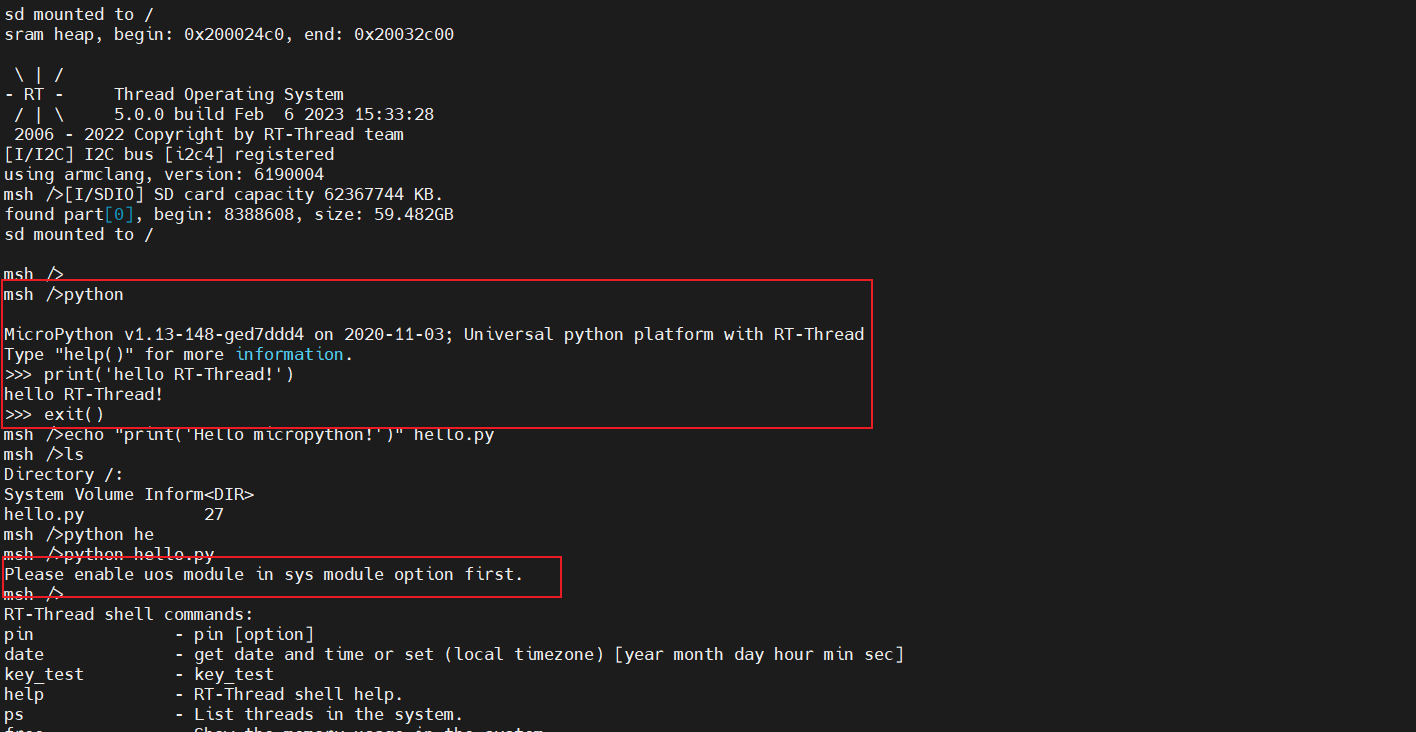 sd mounted to /
sram heap, begin: 0x200024c0, end: 0x20032c00
\ | /
- RT -     Thread Operating System
/ | \     5.0.0 build Feb  6 2023 15:33:28
2006 - 2022 Copyright by RT-Thread team
[I/I2C] I2C bus [i2c4] registered
using armclang, version: 6190004
msh />[I/SDIO] SD card capacity 62367744 KB.
found part[0], begin: 8388608, size: 59.482GB
sd mounted to /
msh />
msh />python
MicroPython v1.13-148-ged7ddd4 on 2020-11-03; Universal python platform with RT-Thread
Type "help()" for more information.
>>> print('hello RT-Thread!')
hello RT-Thread!
>>> exit()
msh />echo "print('Hello micropython!')" hello.py
msh />ls
Directory /:
System Volume Inform<DIR>
hello.py            27
msh />python he
msh />python hello.py
Please enable uos module in sys module option first.
msh />
RT-Thread shell commands:
pin              - pin [option]
date             - get date and time or set (local timezone) [year month day hour min sec]
key_test         - key_test
help             - RT-Thread shell help.
ps               - List threads in the system.
free             - Show the memory usage in the system.